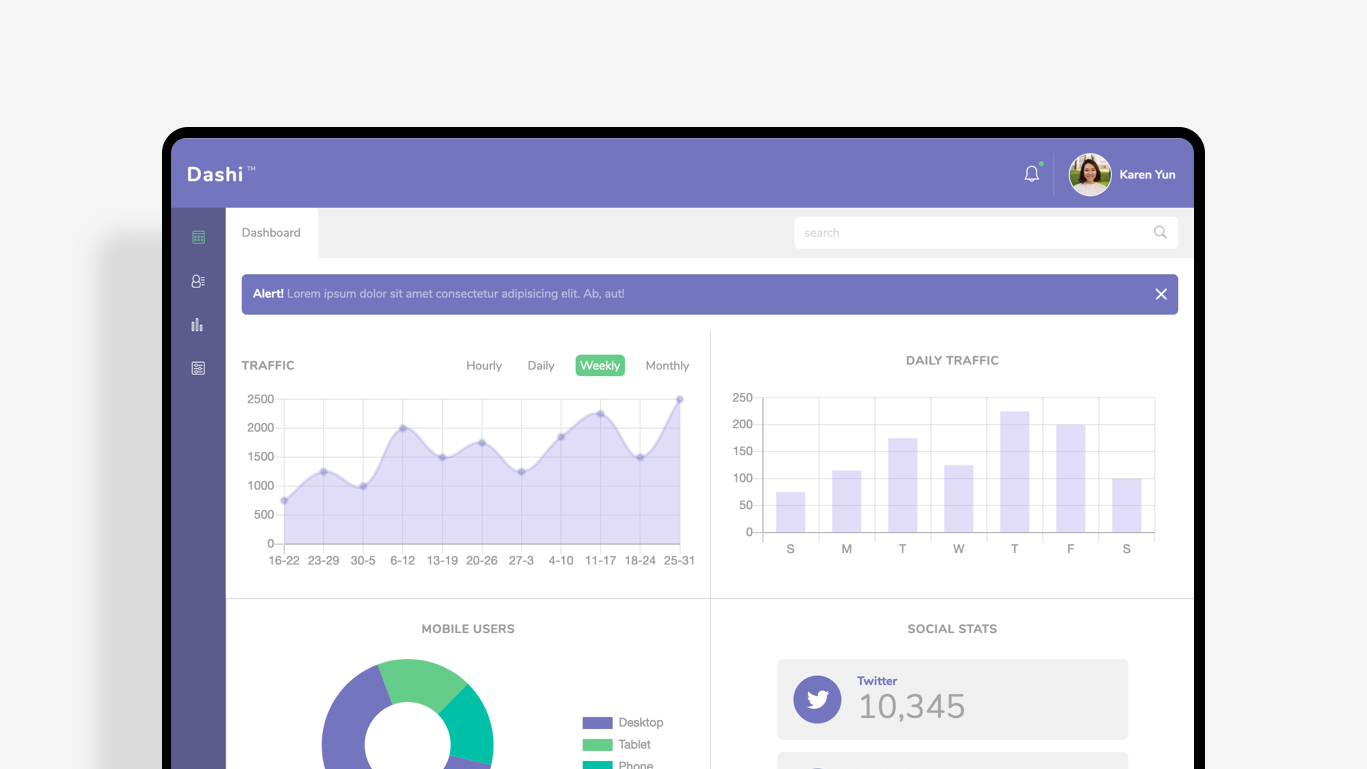 Dashi ™
Karen Yun
Dashboard
search
Alert! Lorem ipsum dolor sit amet consectetur adipisicing elit. Ab, aut!
TRAFFIC
Hourly Daily Weekly Monthly
2500
2000
1500
1000
500
0
16-22 23-29 30-5 6-12 13-19 20-26 27-3 4-10 11-17 18-24 25-31
DAILY TRAFFIC
250
200
150
100
50
0
S M T W T F S
MOBILE USERS
Desktop
Tablet
Phone
SOCIAL STATS
Twitter
10,345